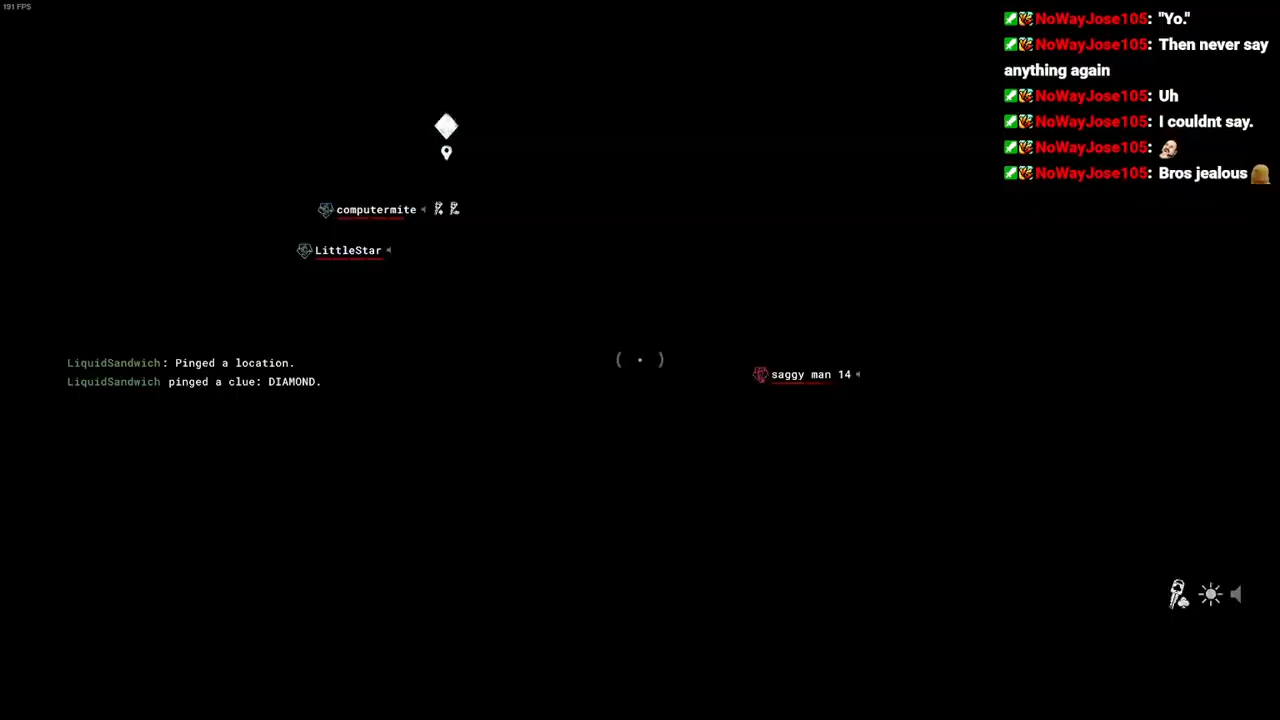 191 FPS
NoWayJose105: "Yo."
NoWayJose105: Then never say
anything again
NoWayJose105: Uh
NoWayJose105: I couldnt say.
NoWayJose105:
NoWayJose105: Bros jealous
computermite
LittleStar
LiquidSandwich: Pinged a location.
LiquidSandwich pinged a clue: DIAMOND.
saggy man 14